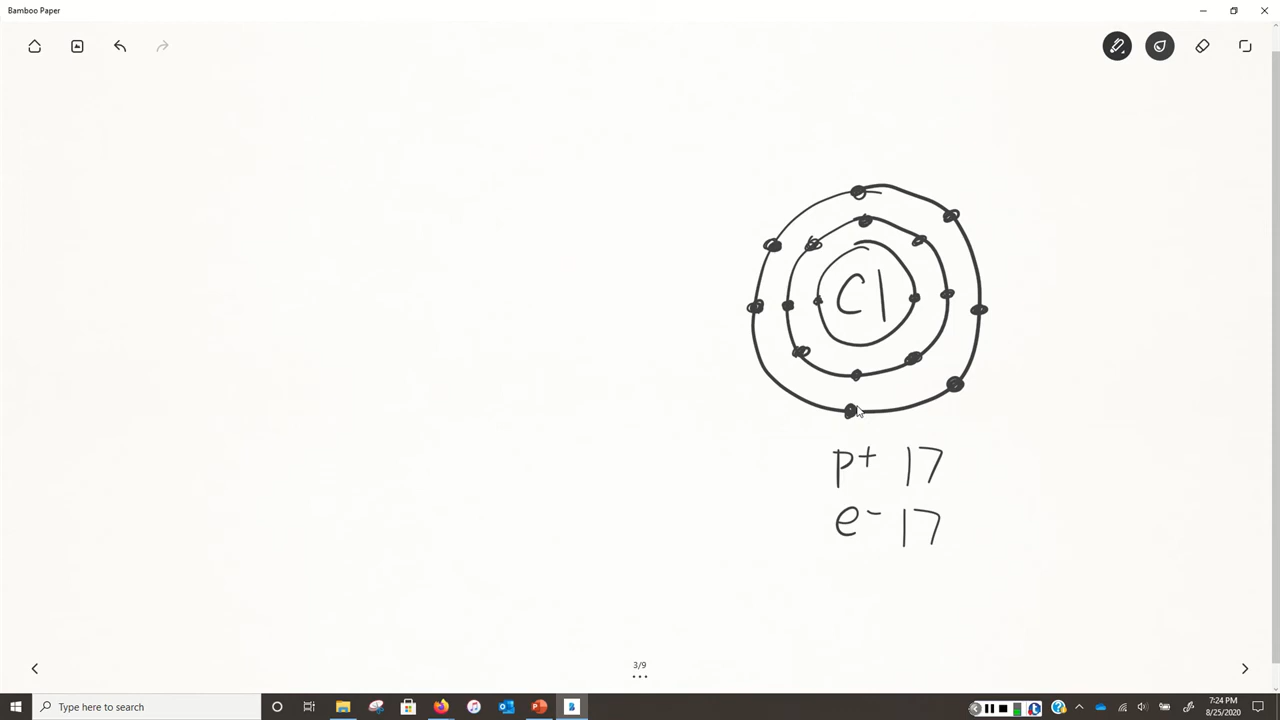 Bamboo Paper
Cl
p+ 17
e- 17
3/9
Type here to search
7:24 PM
8/25/2020